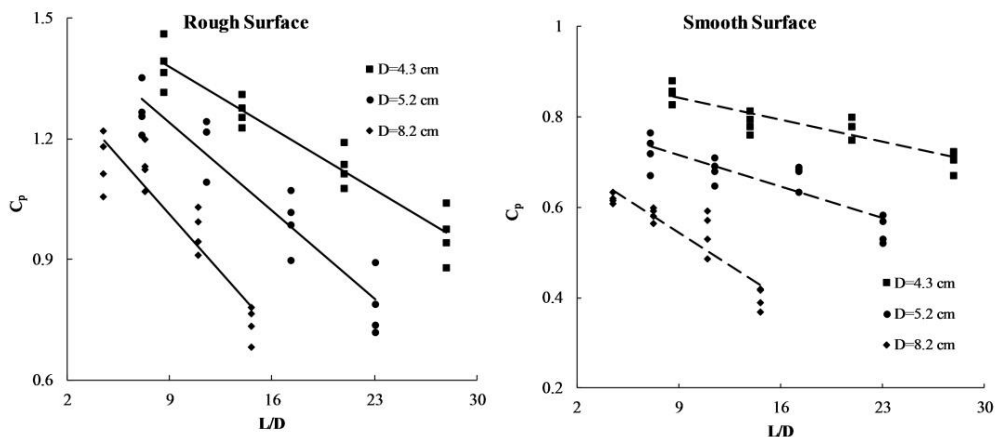 Rough Surface
1.5
1.2
0.9
0.6
C_p
D=4.3 cm
D=5.2 cm
D=8.2 cm
2 9 16 23 30
L/D
Smooth Surface
1
0.8
0.6
0.4
0.2
C_p
D=4.3 cm
D=5.2 cm
D=8.2 cm
2 9 16 23 30
L/D